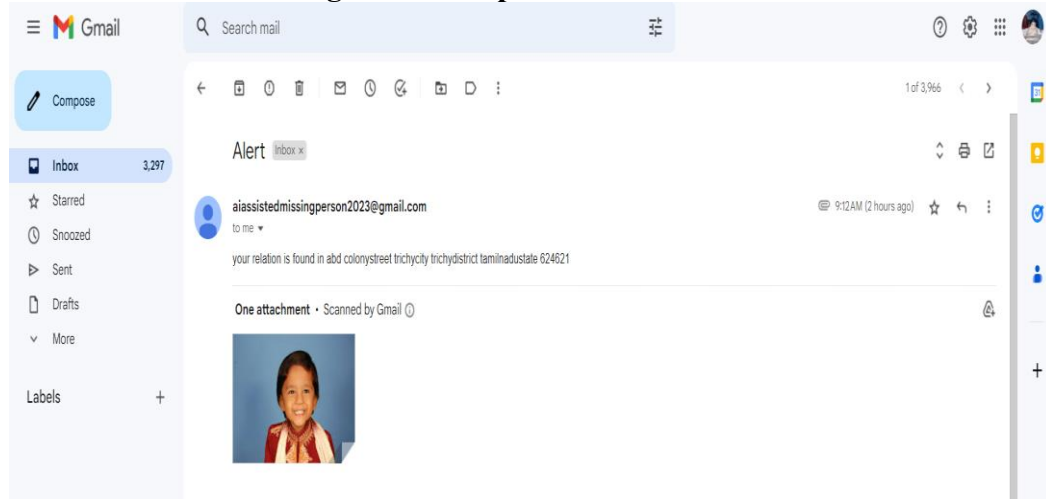 Gmail
Search mail
Compose
1 of 3,966
Alert Inbox x
Inbox 3,297
Starred
aiassistedmissingperson2023@gmail.com
9:12 AM (2 hours ago)
to me
Snoozed
your relation is found in abd colonystreet trichycity trichydistrict tamilnadustate 624621
Sent
Drafts
One attachment • Scanned by Gmail
More
Labels